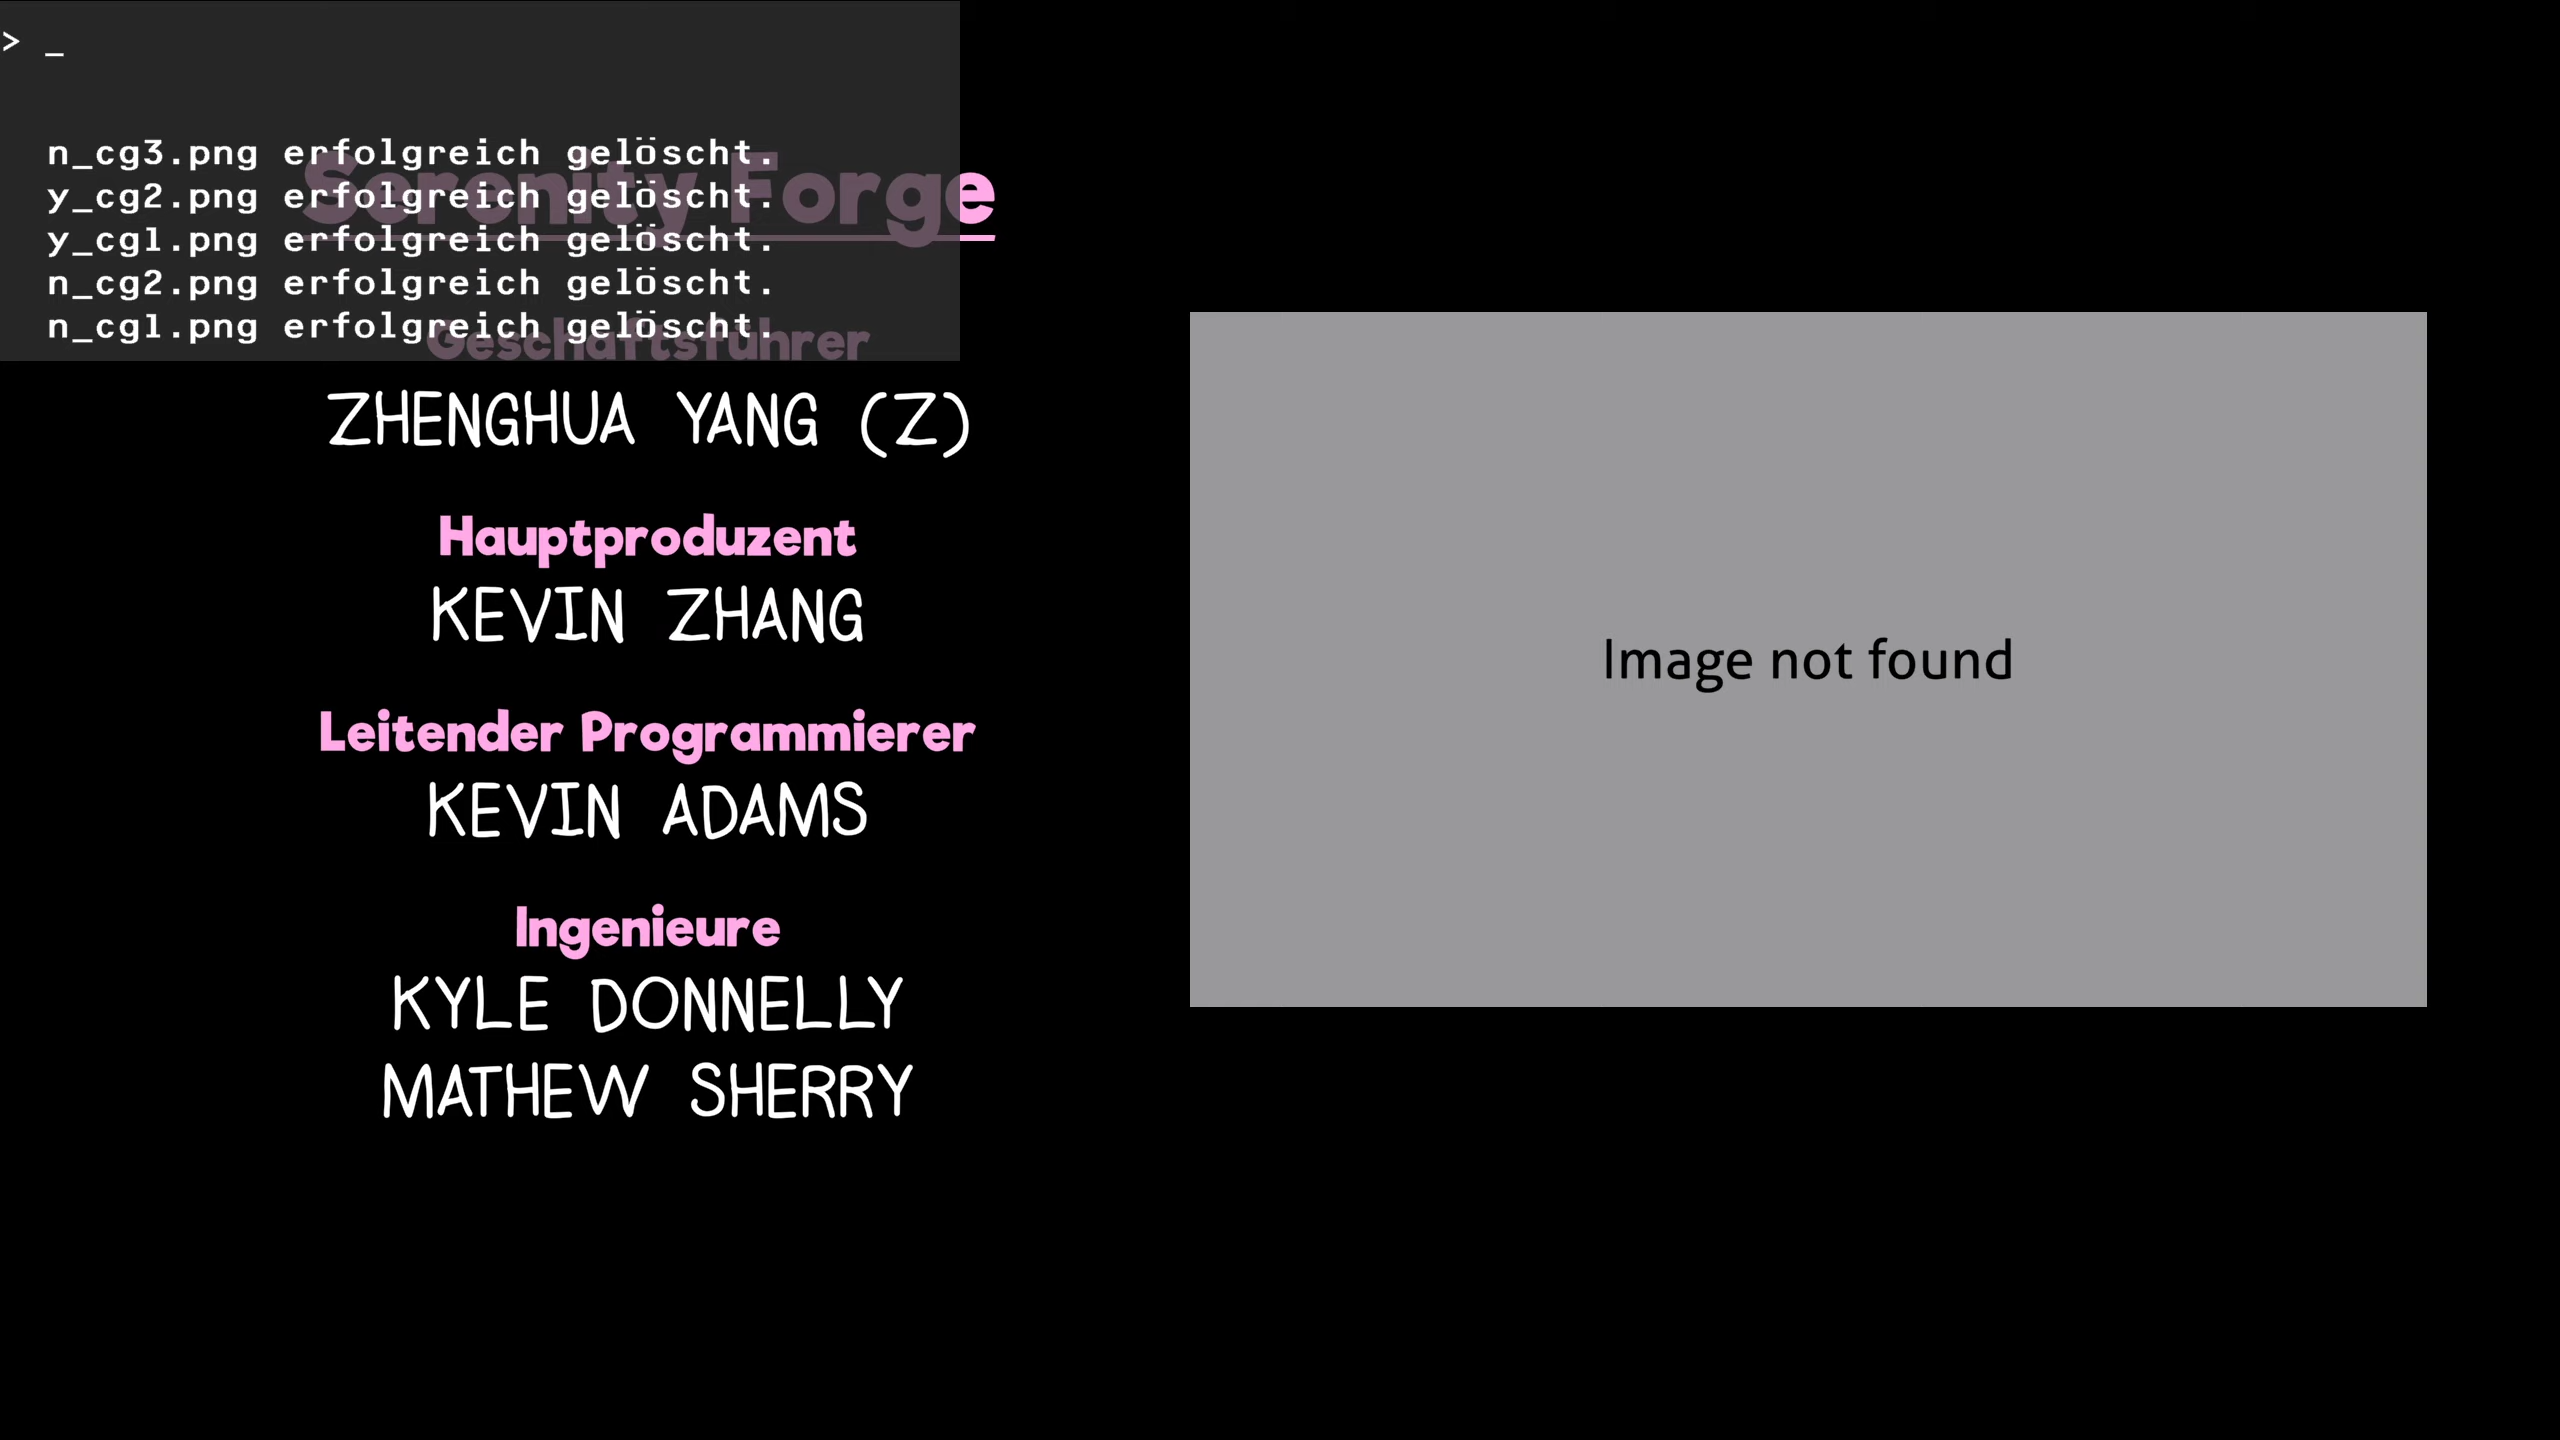 > _
n_cg3.png erfolgreich gelöscht.
y_cg2.png erfolgreich gelöscht.
y_cg1.png erfolgreich gelöscht.
n_cg2.png erfolgreich gelöscht.
n_cg1.png erfolgreich gelöscht.
Serenity Forge
Geschäftsführer
ZHENGHUA YANG (Z)
Hauptproduzent
KEVIN ZHANG
Leitender Programmierer
KEVIN ADAMS
Ingenieure
KYLE DONNELLY
MATHEW SHERRY
Image not found